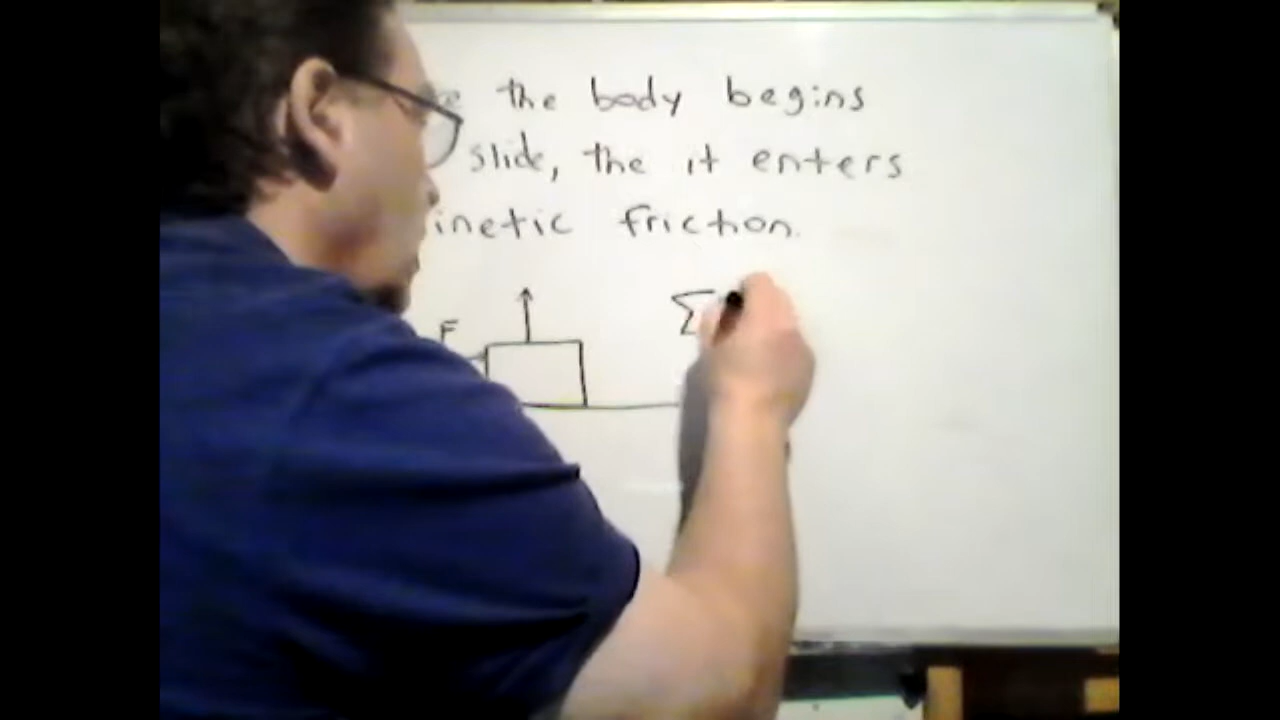 the body begins
slide, the it enters
inetic friction.
F
Σ